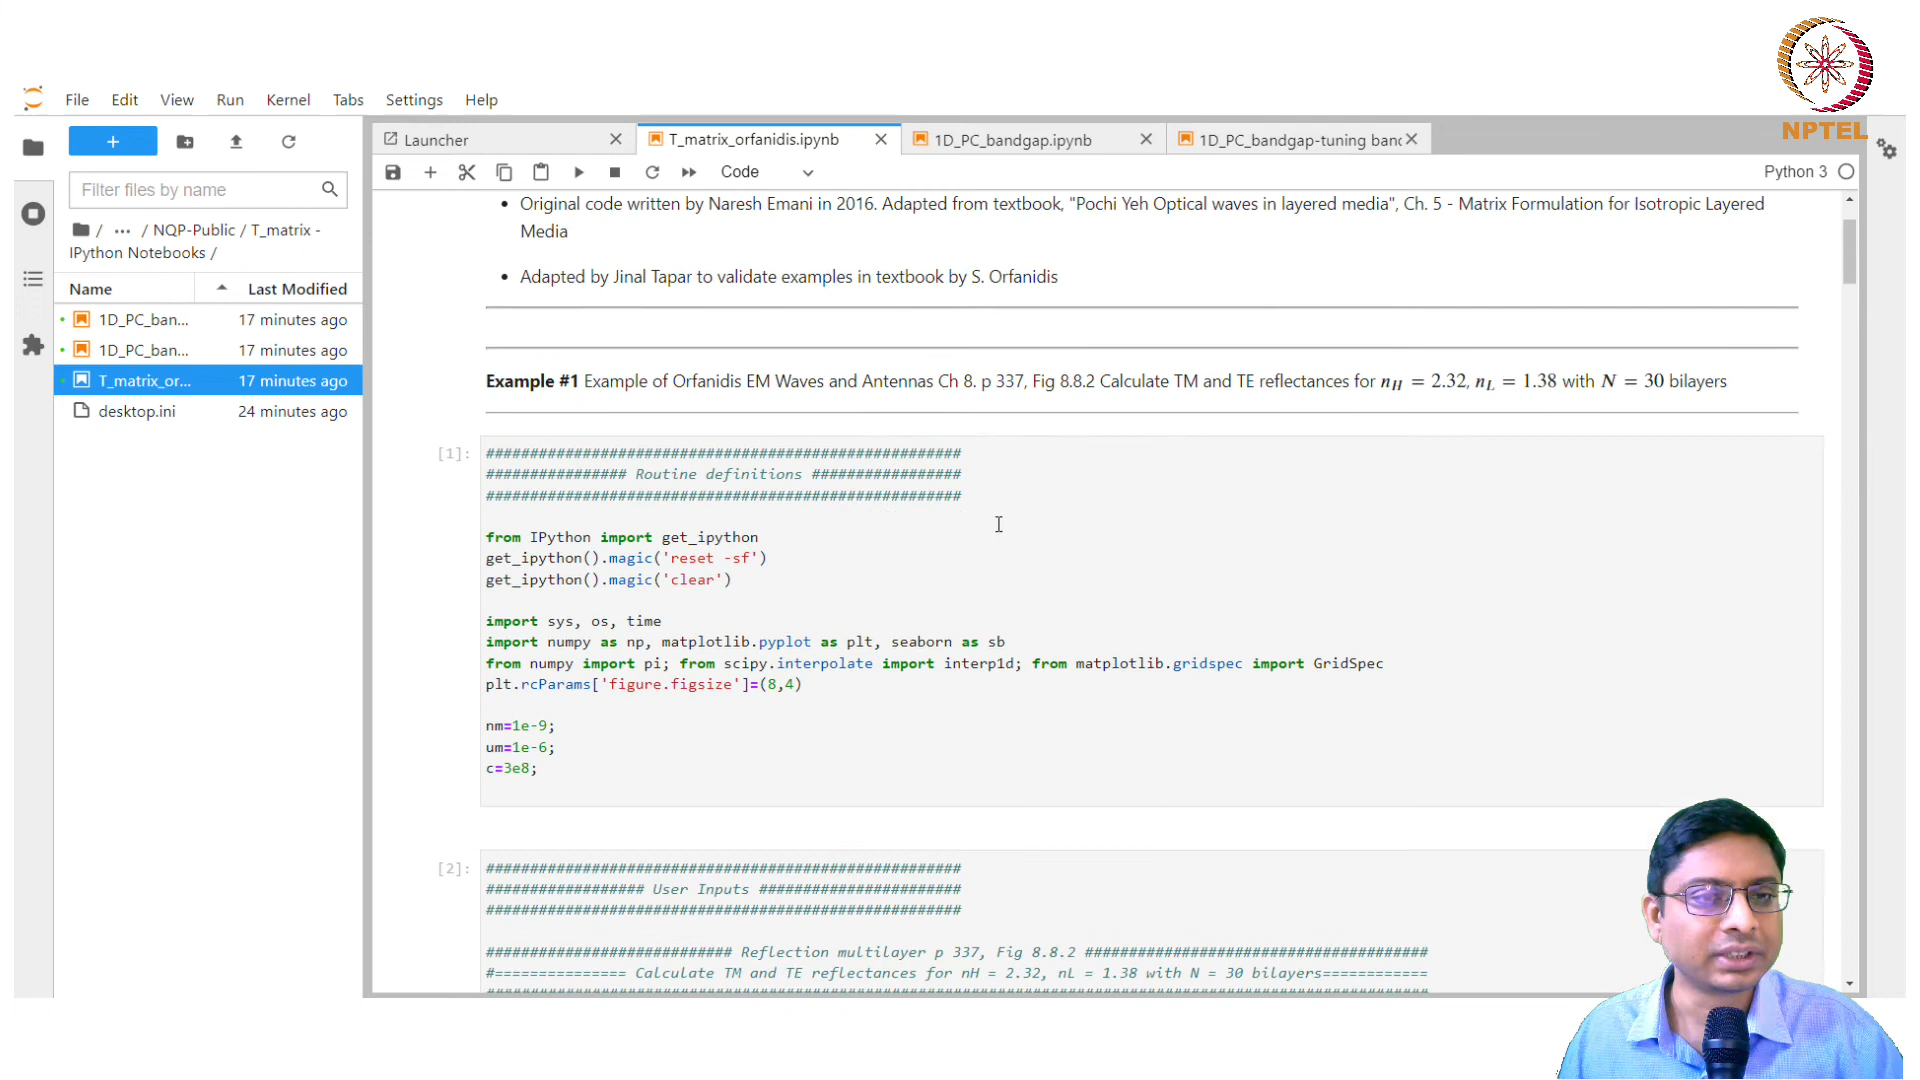 NPTEL
File Edit View Run Kernel Tabs Settings Help
Launcher
T_matrix_orfanidis.ipynb
1D_PC_bandgap.ipynb
1D_PC_bandgap-tuning banc
Code
Python 3
Filter files by name
/ ... / NQP-Public / T_matrix -
IPython Notebooks /
Name Last Modified
1D_PC_ban... 17 minutes ago
1D_PC_ban... 17 minutes ago
T_matrix_or... 17 minutes ago
desktop.ini 24 minutes ago
• Original code written by Naresh Emani in 2016. Adapted from textbook, "Pochi Yeh Optical waves in layered media", Ch. 5 - Matrix Formulation for Isotropic Layered
Media
• Adapted by Jinal Tapar to validate examples in textbook by S. Orfanidis
Example #1 Example of Orfanidis EM Waves and Antennas Ch 8. p 337, Fig 8.8.2 Calculate TM and TE reflectances for nH = 2.32, nL = 1.38 with N = 30 bilayers
[1]:
######################################################
################ Routine definitions #################
######################################################
from IPython import get_ipython
get_ipython().magic('reset -sf')
get_ipython().magic('clear')
import sys, os, time
import numpy as np, matplotlib.pyplot as plt, seaborn as sb
from numpy import pi; from scipy.interpolate import interp1d; from matplotlib.gridspec import GridSpec
plt.rcParams['figure.figsize']=(8,4)
nm=1e-9;
um=1e-6;
c=3e8;
[2]:
######################################################
################## User Inputs #######################
######################################################
############################ Reflection multilayer p 337, Fig 8.8.2 #######################################
#=============== Calculate TM and TE reflectances for nH = 2.32, nL = 1.38 with N = 30 bilayers============